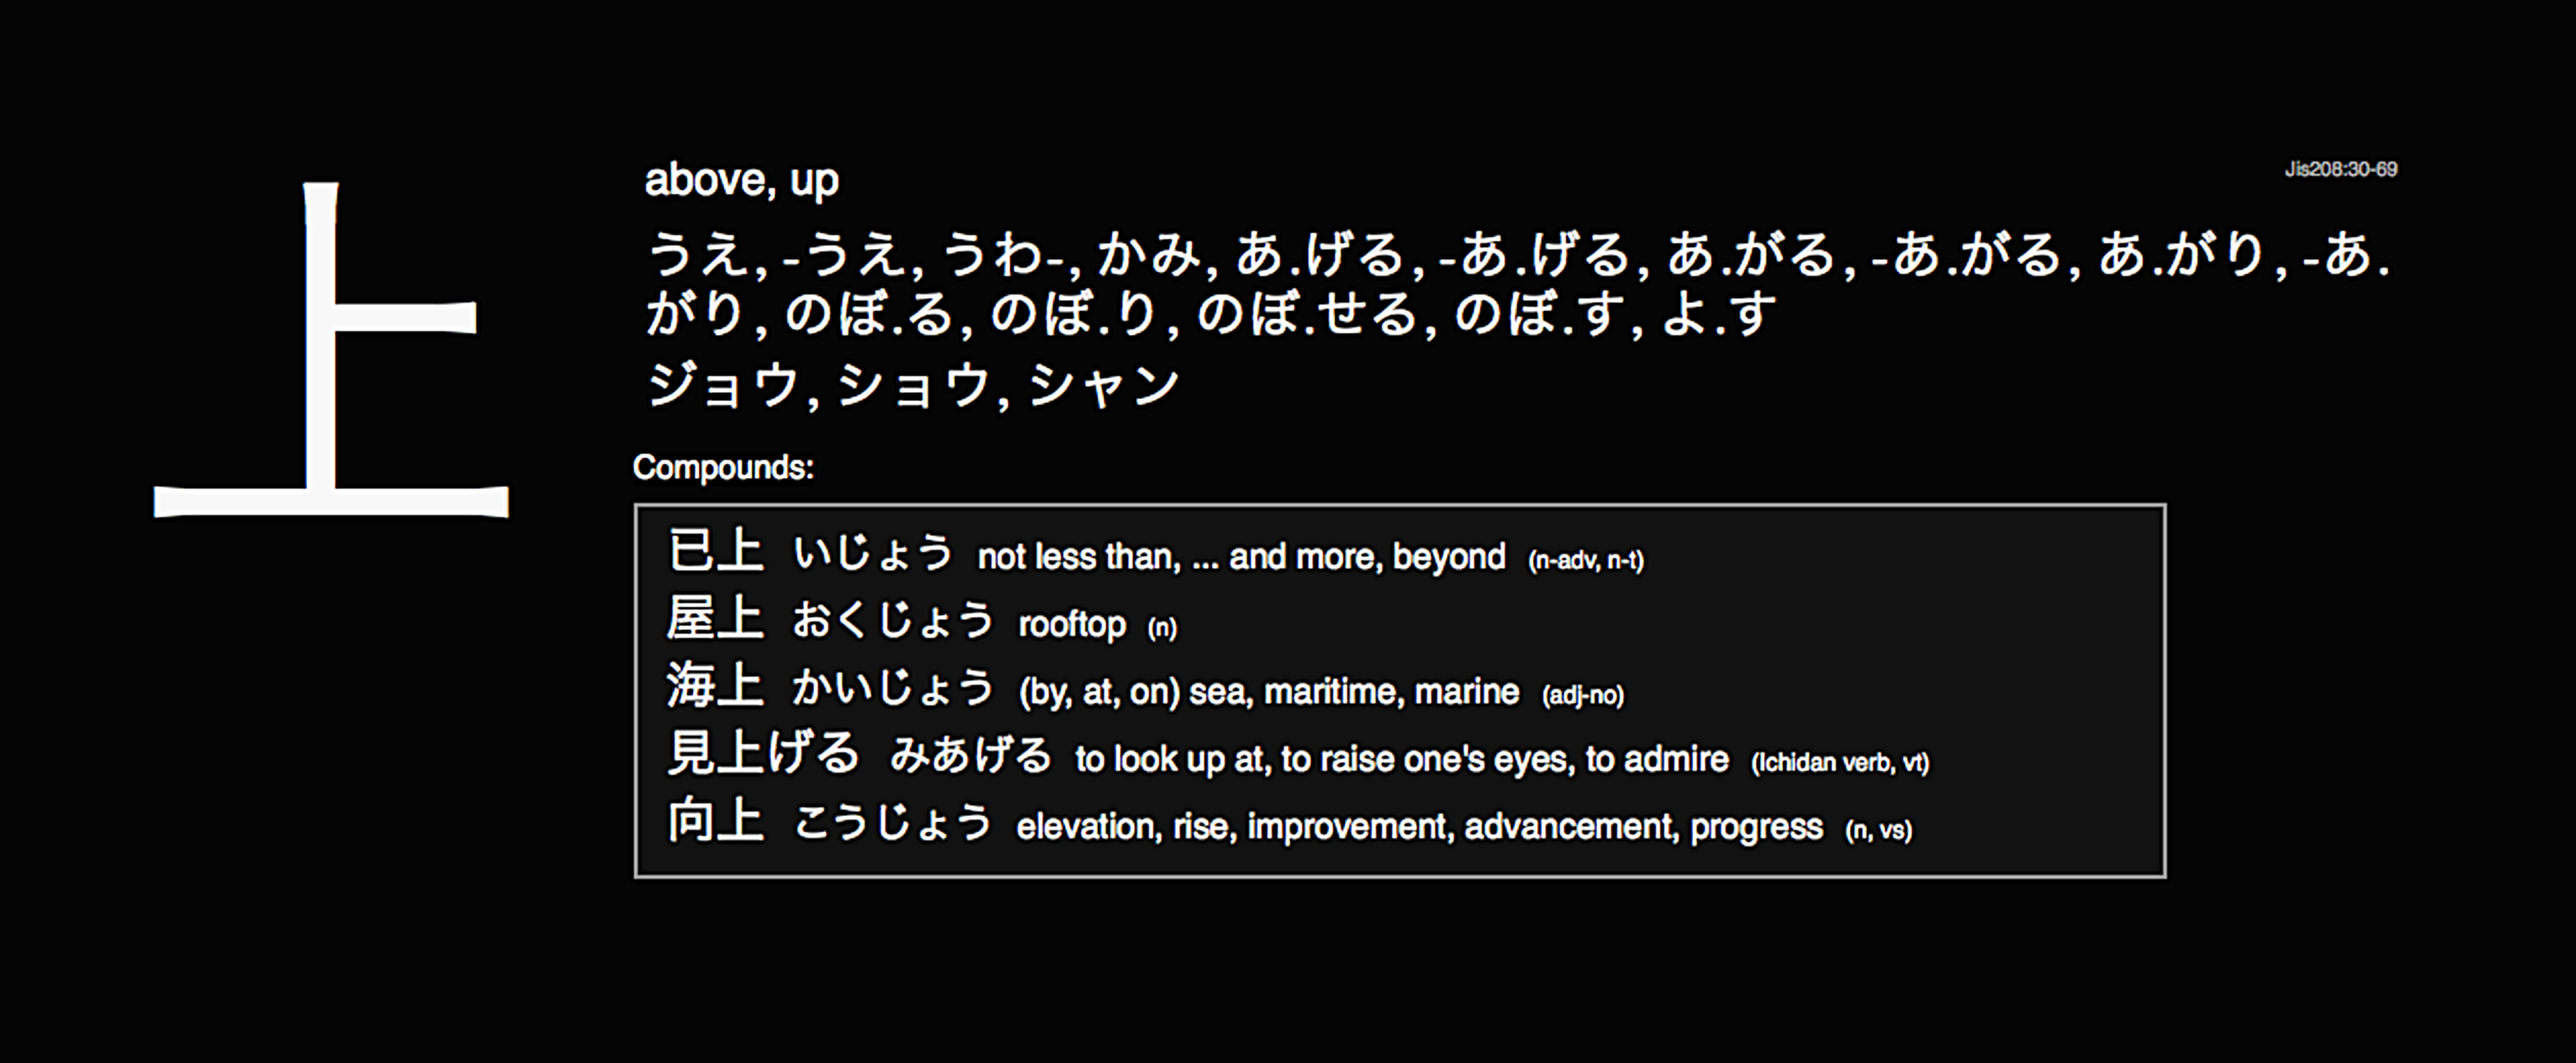 上
above, up
Jis208:30-69
うえ, -うえ, うわ-, かみ, あ.げる, -あ.げる, あ.がる, -あ.がる, あ.がり, -あ.
がり, のぼ.る, のぼ.り, のぼ.せる, のぼ.す, よ.す
ジョウ, ショウ, シャン
Compounds:
已上 いじょう not less than, ... and more, beyond (n-adv, n-t)
屋上 おくじょう rooftop (n)
海上 かいじょう (by, at, on) sea, maritime, marine (adj-no)
見上げる みあげる to look up at, to raise one's eyes, to admire (Ichidan verb, vt)
向上 こうじょう elevation, rise, improvement, advancement, progress (n, vs)